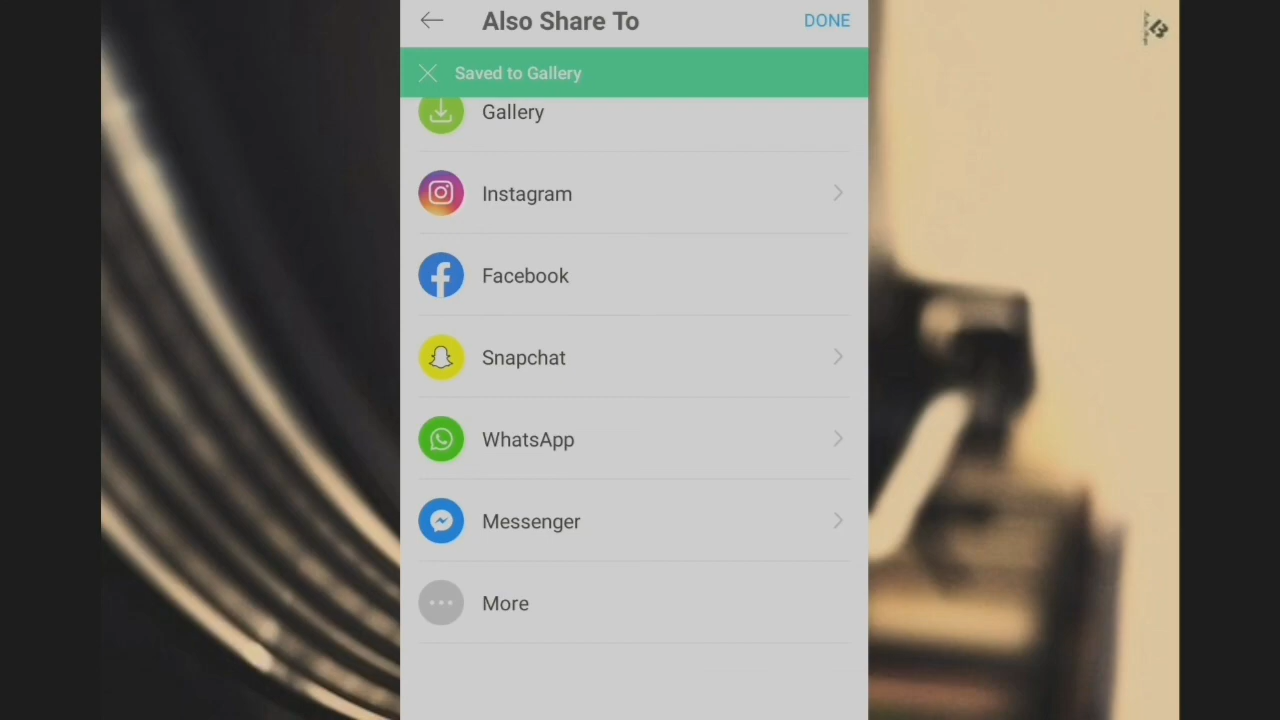 Also Share To
DONE
Saved to Gallery
Gallery
Instagram
Facebook
Snapchat
WhatsApp
Messenger
More